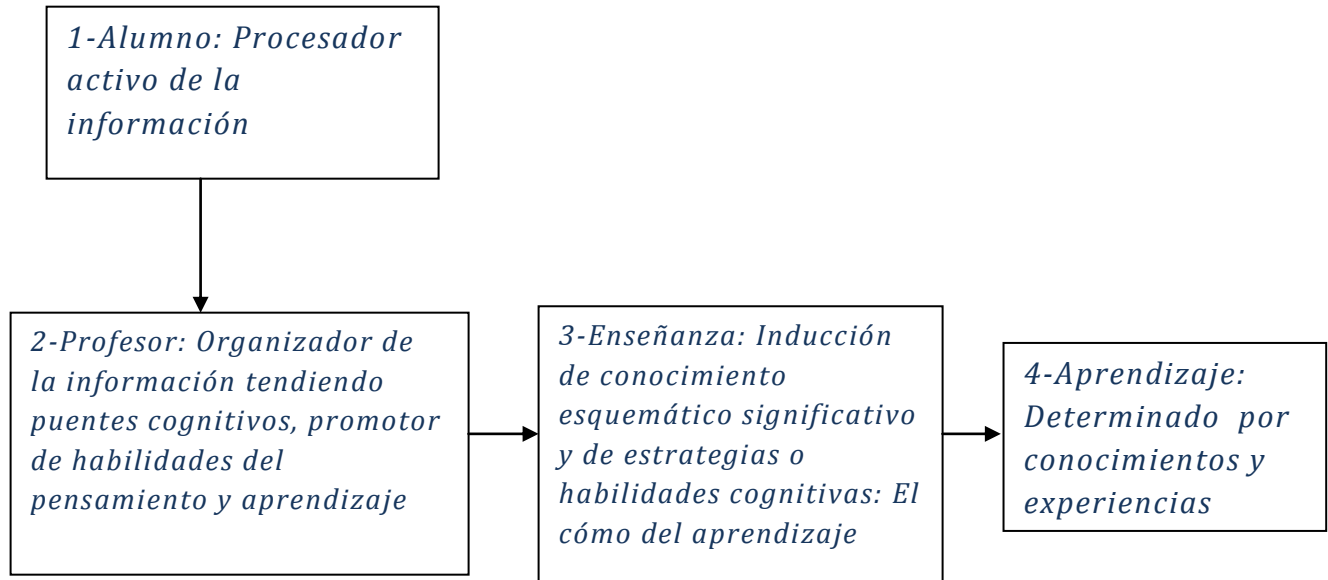 1-Alumno: Procesador
activo de la
información
2-Profesor: Organizador de
la información tendiendo
puentes cognitivos, promotor
de habilidades del
pensamiento y aprendizaje
3-Enseñanza: Inducción
de conocimiento
esquemático significativo
y de estrategias o
habilidades cognitivas: El
cómo del aprendizaje
4-Aprendizaje:
Determinado por
conocimientos y
experiencias